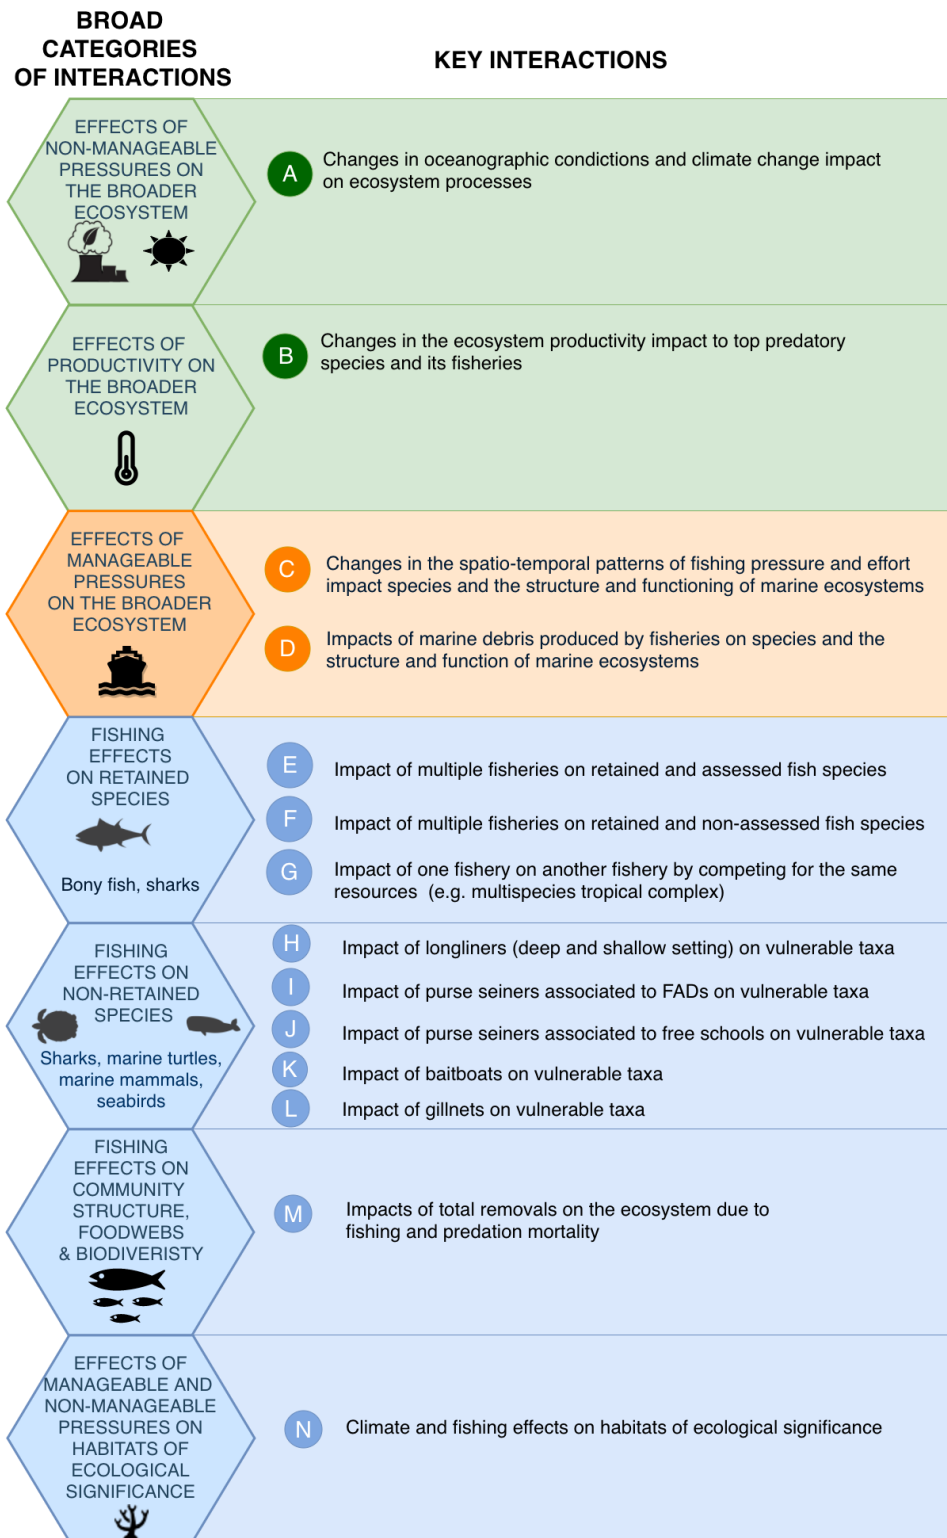 BROAD
CATEGORIES
OF INTERACTIONS
KEY INTERACTIONS
EFFECTS OF
NON-MANAGEABLE
PRESSURES ON
THE BROADER
ECOSYSTEM
A
Changes in oceanographic condictions and climate change impact
on ecosystem processes
EFFECTS OF
PRODUCTIVITY ON
THE BROADER
ECOSYSTEM
B
Changes in the ecosystem productivity impact to top predatory
species and its fisheries
EFFECTS OF
MANAGEABLE
PRESSURES
ON THE BROADER
ECOSYSTEM
C
Changes in the spatio-temporal patterns of fishing pressure and effort
impact species and the structure and functioning of marine ecosystems
D
Impacts of marine debris produced by fisheries on species and the
structure and function of marine ecosystems
FISHING
EFFECTS
ON RETAINED
SPECIES
Bony fish, sharks
E
Impact of multiple fisheries on retained and assessed fish species
F
Impact of multiple fisheries on retained and non-assessed fish species
G
Impact of one fishery on another fishery by competing for the same
resources (e.g. multispecies tropical complex)
FISHING
EFFECTS ON
NON-RETAINED
SPECIES
Sharks, marine turtles,
marine mammals,
seabirds
H
Impact of longliners (deep and shallow setting) on vulnerable taxa
I
Impact of purse seiners associated to FADs on vulnerable taxa
J
Impact of purse seiners associated to free schools on vulnerable taxa
K
Impact of baitboats on vulnerable taxa
L
Impact of gillnets on vulnerable taxa
FISHING
EFFECTS ON
COMMUNITY
STRUCTURE,
FOODWEBS
& BIODIVERISTY
M
Impacts of total removals on the ecosystem due to
fishing and predation mortality
EFFECTS OF
MANAGEABLE AND
NON-MANAGEABLE
PRESSURES ON
HABITATS OF
ECOLOGICAL
SIGNIFICANCE
N
Climate and fishing effects on habitats of ecological significance